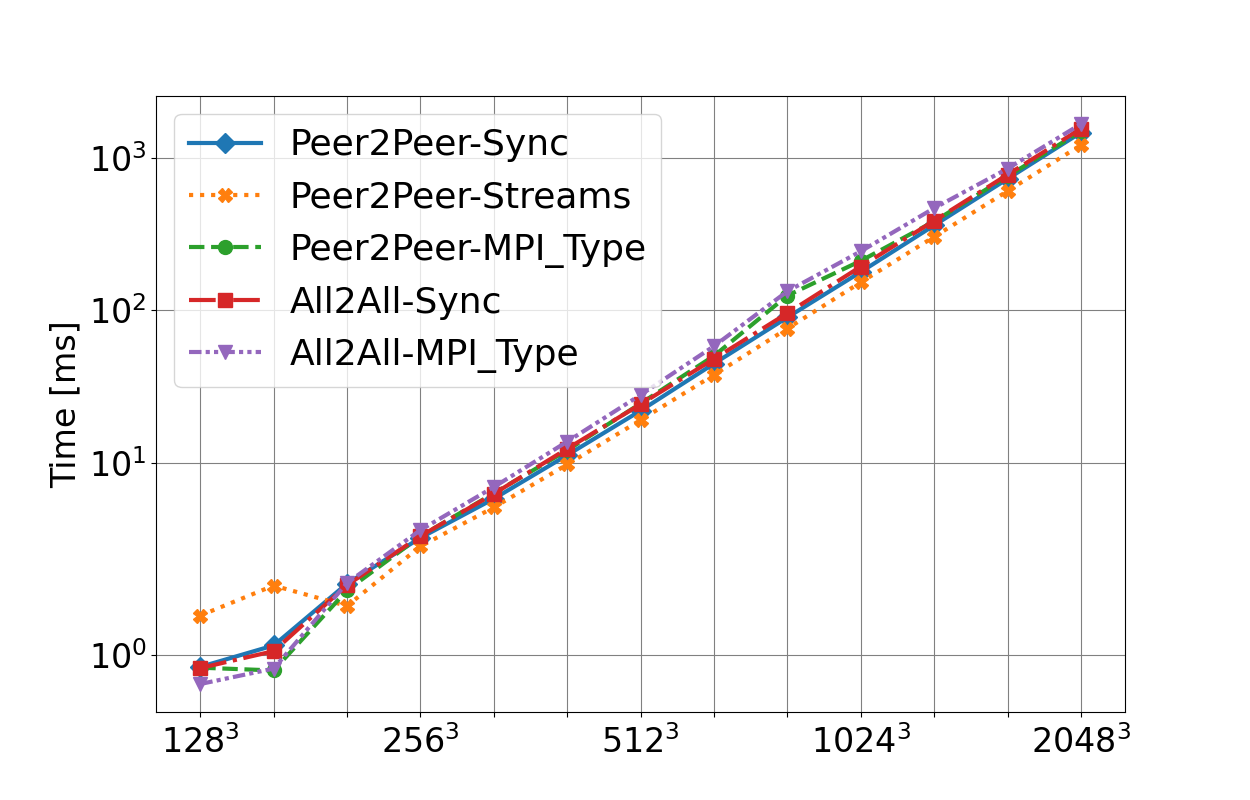 Peer2Peer-Sync
Peer2Peer-Streams
Peer2Peer-MPI_Type
All2All-Sync
All2All-MPI_Type
Time [ms]
10³
10²
10¹
10⁰
128³ 256³ 512³ 1024³ 2048³